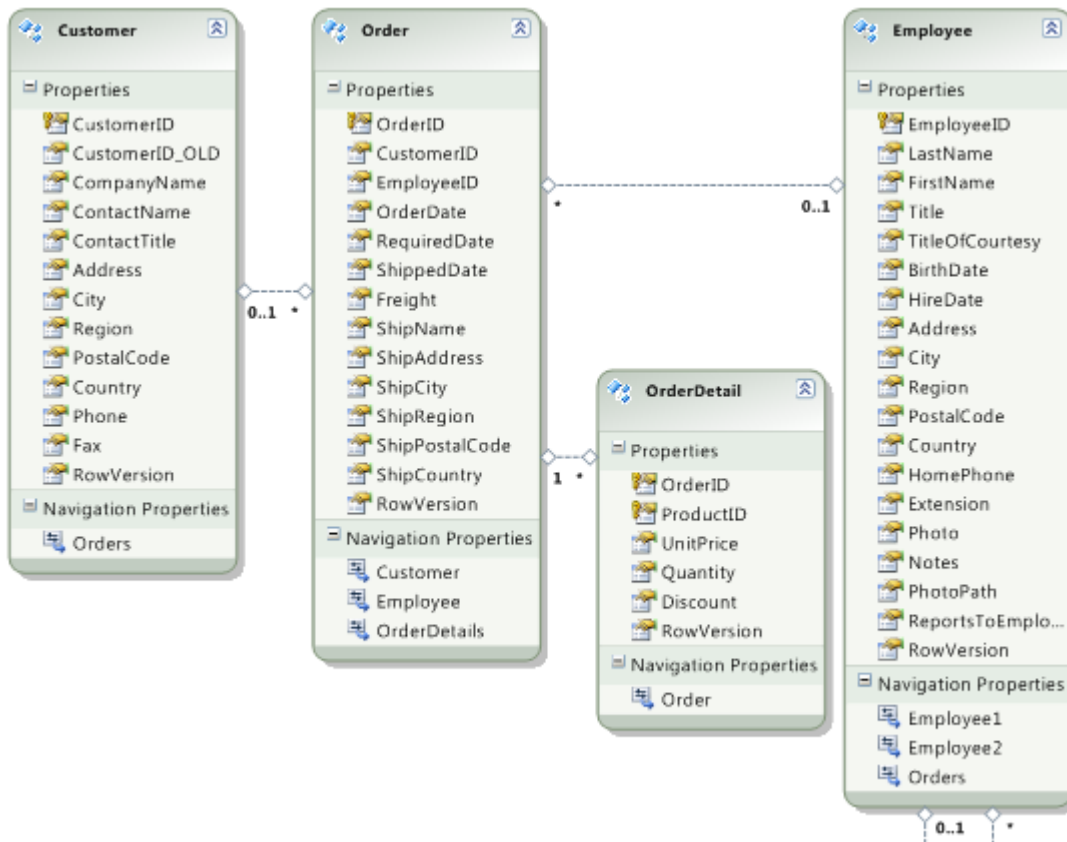 Customer
Properties
CustomerID
CustomerID_OLD
CompanyName
ContactName
ContactTitle
Address
City
Region
PostalCode
Country
Phone
Fax
RowVersion
Navigation Properties
Orders
0..1 *
Order
Properties
OrderID
CustomerID
EmployeeID
OrderDate
RequiredDate
ShippedDate
Freight
ShipName
ShipAddress
ShipCity
ShipRegion
ShipPostalCode
ShipCountry
RowVersion
Navigation Properties
Customer
Employee
OrderDetails
* 0..1
1 *
OrderDetail
Properties
OrderID
ProductID
UnitPrice
Quantity
Discount
RowVersion
Navigation Properties
Order
Employee
Properties
EmployeeID
LastName
FirstName
Title
TitleOfCourtesy
BirthDate
HireDate
Address
City
Region
PostalCode
Country
HomePhone
Extension
Photo
Notes
PhotoPath
ReportsToEmplo...
RowVersion
Navigation Properties
Employee1
Employee2
Orders
0..1 *